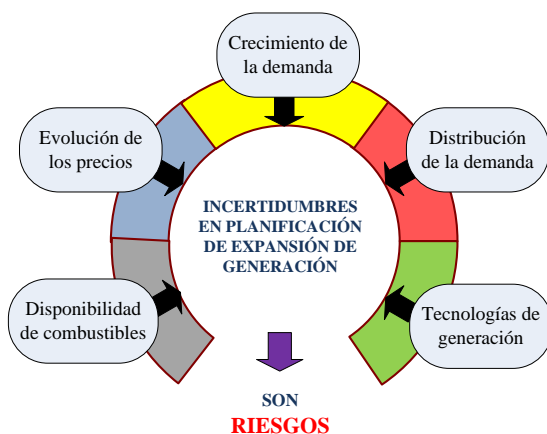 Crecimiento de
la demanda
Evolución de
los precios
Distribución
de la demanda
INCERTIDUMBRES
EN PLANIFICACIÓN
DE EXPANSIÓN DE
GENERACIÓN
Disponibilidad
de combustibles
Tecnologías de
generación
SON
RIESGOS